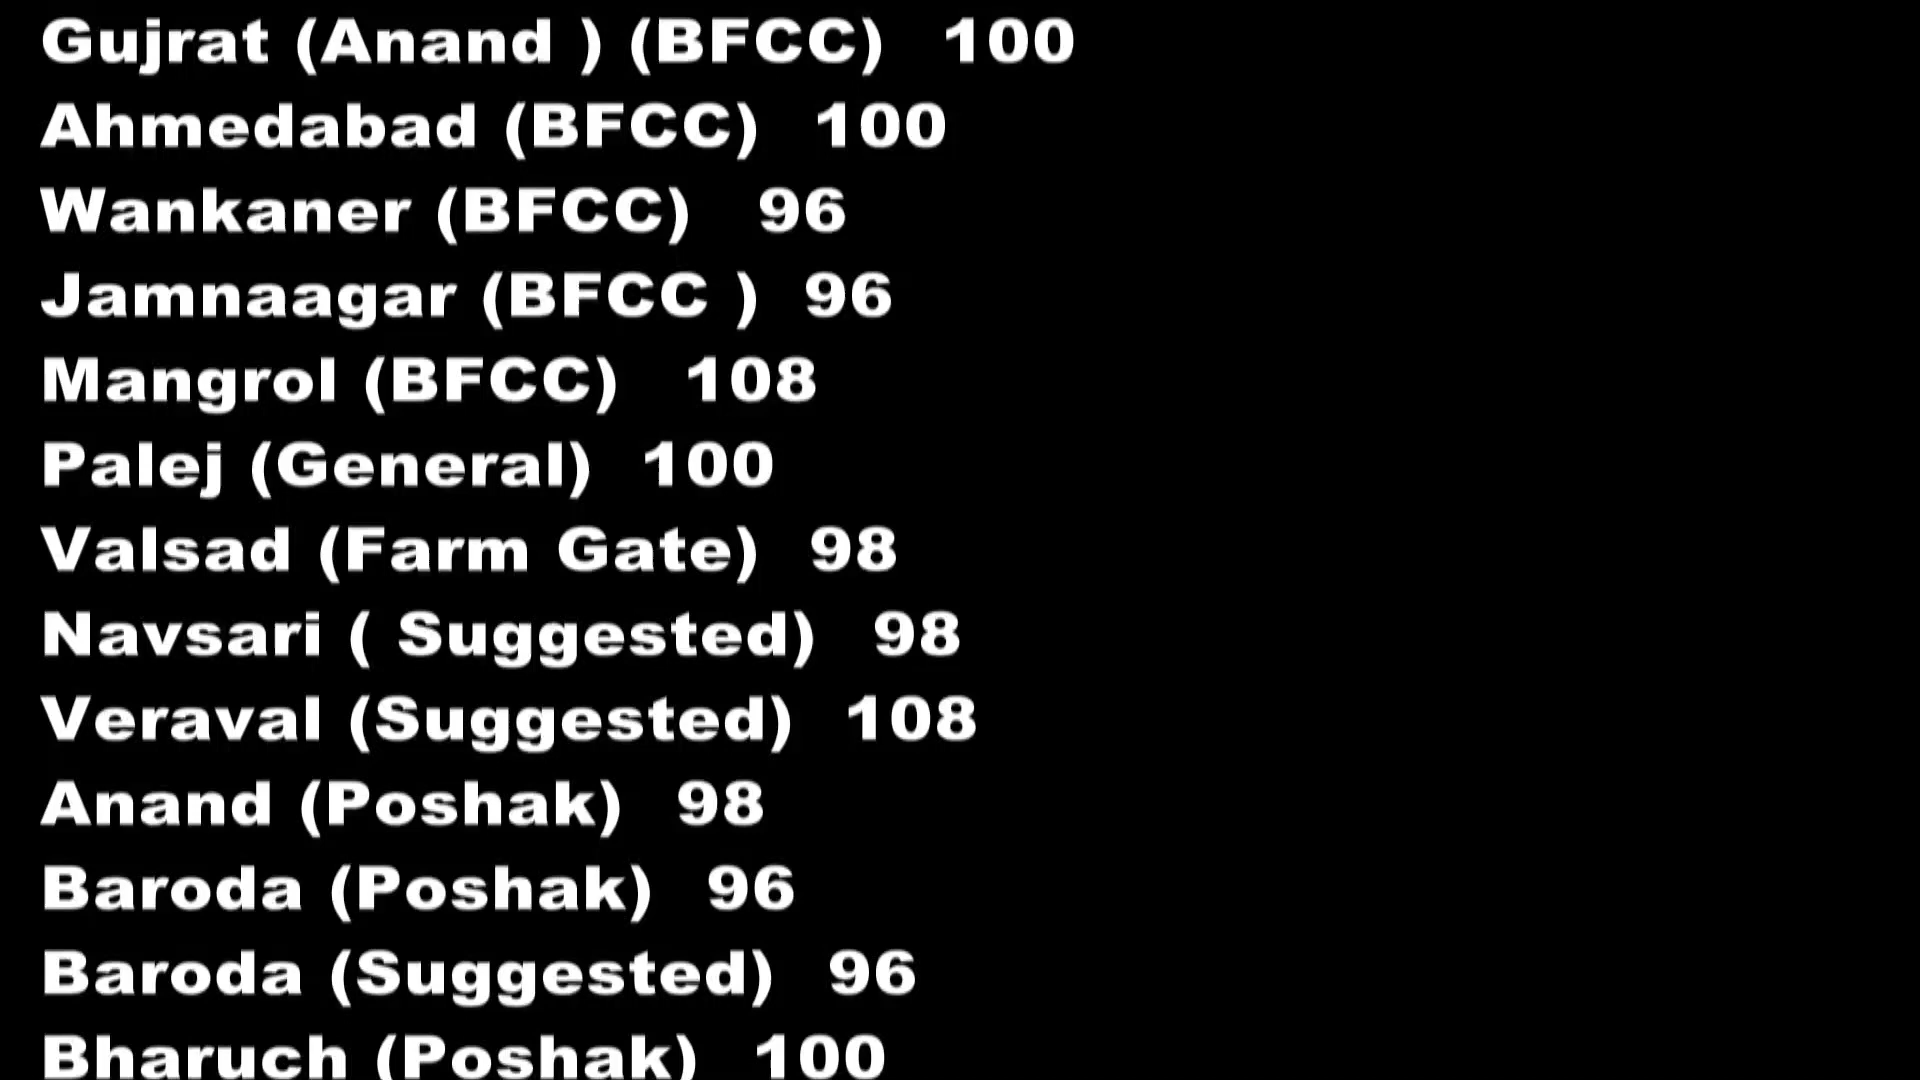 Gujrat (Anand ) (BFCC) 100
Ahmedabad (BFCC) 100
Wankaner (BFCC) 96
Jamnaagar (BFCC ) 96
Mangrol (BFCC) 108
Palej (General) 100
Valsad (Farm Gate) 98
Navsari ( Suggested) 98
Veraval (Suggested) 108
Anand (Poshak) 98
Baroda (Poshak) 96
Baroda (Suggested) 96
Bharuch (Poshak) 100